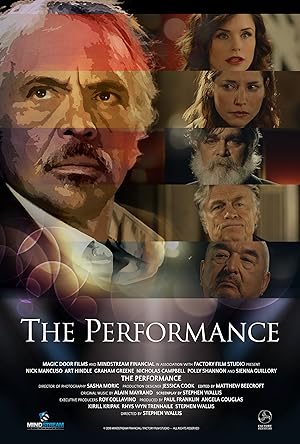 THE PERFORMANCE
MAGIC DOOR FILMS AND MINDSTREAM FINANCIAL IN ASSOCIATION WITH FACTORY FILM STUDIO PRESENT
NICK MANCUSO ART HINDLE GRAHAM GREENE NICHOLAS CAMPBELL POLLY SHANNON AND SIENNA GUILLORY
THE PERFORMANCE
DIRECTOR OF PHOTOGRAPHY SASHA MORIC PRODUCTION DESIGNER JESSICA COOK EDITED BY MATTHEW BEECROFT
ORIGINAL MUSIC BY ALAIN MAYRAND SCREENPLAY BY STEPHEN WALLIS
EXECUTIVE PRODUCERS ROY COLLAVINO PRODUCED BY PAUL FRANKLIN ANGELA COUGLAS
KIRILL KRIPAK RHYS WYN TRENHAILE STEPHEN WALLIS
DIRECTED BY STEPHEN WALLIS
MINDSTREAM
FACTORY